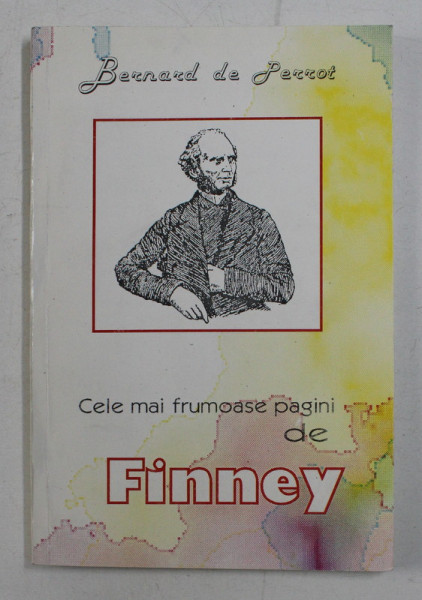 Bernard de Perrot
Cele mai frumoase pagini
de
Finney